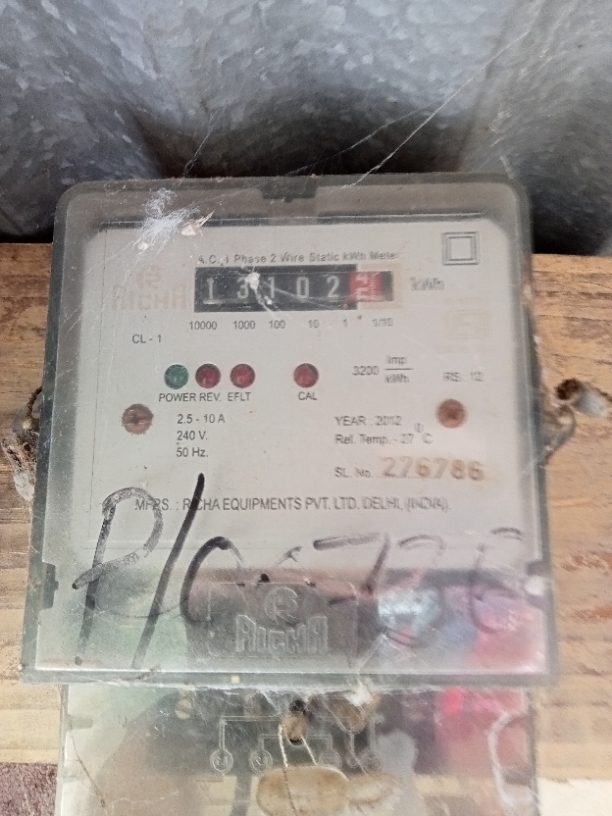 A.C. 1 Phase 2 Wire Static kWh Meter
RICHA
13102 kWh
10000 1000 100 10 1 1/10
CL - 1
3200 imp/kWh
RS : 12
POWER REV. EFLT CAL
2.5 - 10 A
240 V.
50 Hz.
YEAR : 2012
Ref. Temp. - 27°C
SL. No. 276786
MFRS. : RICHA EQUIPMENTS PVT. LTD. DELHI, (INDIA).
RICHA